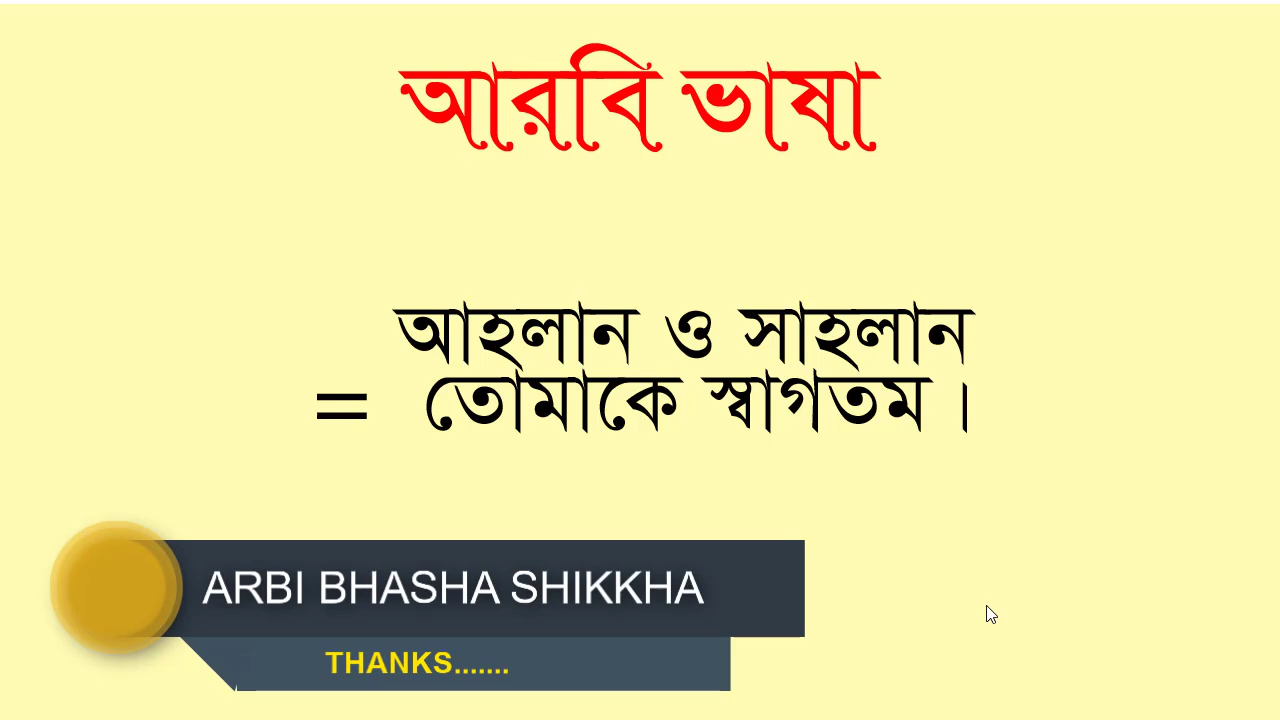 আরবি ভাষা
আহলান ও সাহলান
= তোমাকে স্বাগতম ।
ARBI BHASHA SHIKKHA
THANKS.......